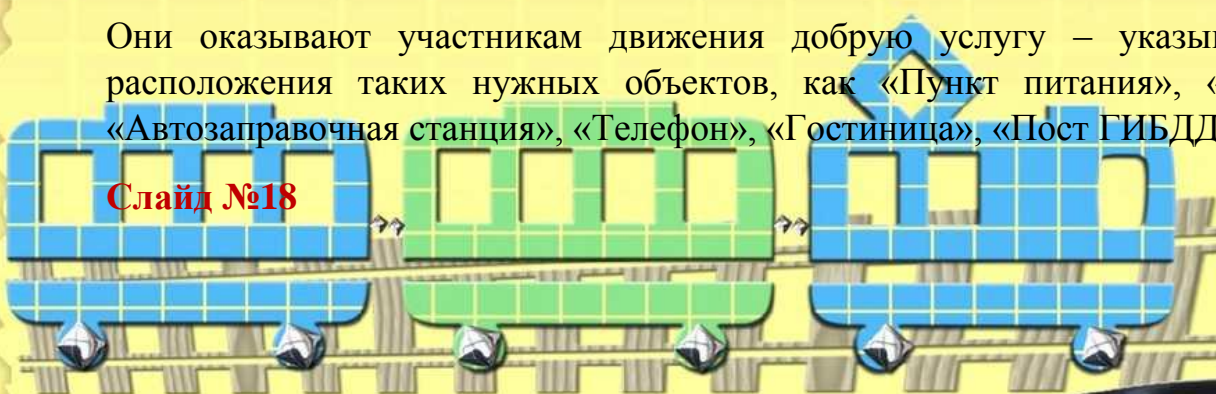 Они оказывают участникам движения добрую услугу – указы
расположения таких нужных объектов, как «Пункт питания», «
«Автозаправочная станция», «Телефон», «Гостиница», «Пост ГИБДД
Слайд №18